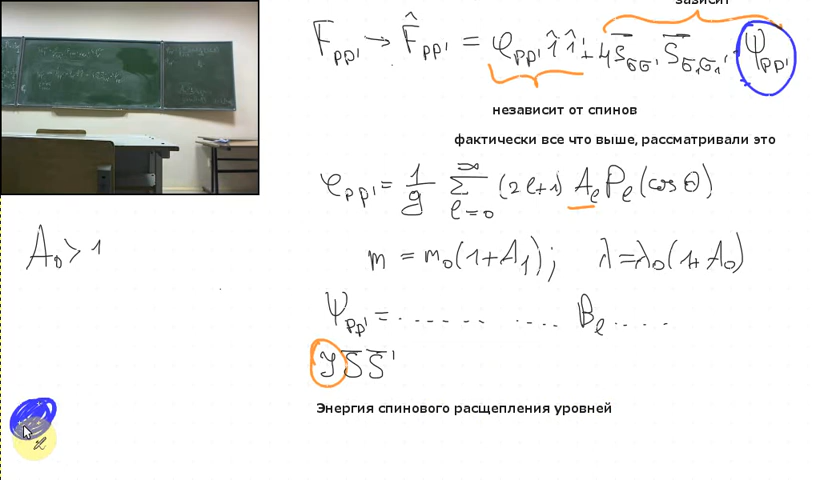 зависит
F_pp' → F̂_pp' = φ_pp' 1̂ 1̂ + 4 S̄_σσ' S̄_σ₁σ₁' · ψ_pp'
независит от спинов
фактически все что выше, рассматривали это
φ_pp' = 1/g ∑_{l=0}^{∞} (2l+1) A_l P_l (cos Θ)
A₀ > 1
m = m₀(1+A₁); λ = λ₀(1+A₀)
ψ_pp' = . . . . . . . . . . B_l . . . . .
J S̄ S̄'
Энергия спинового расщепления уровней